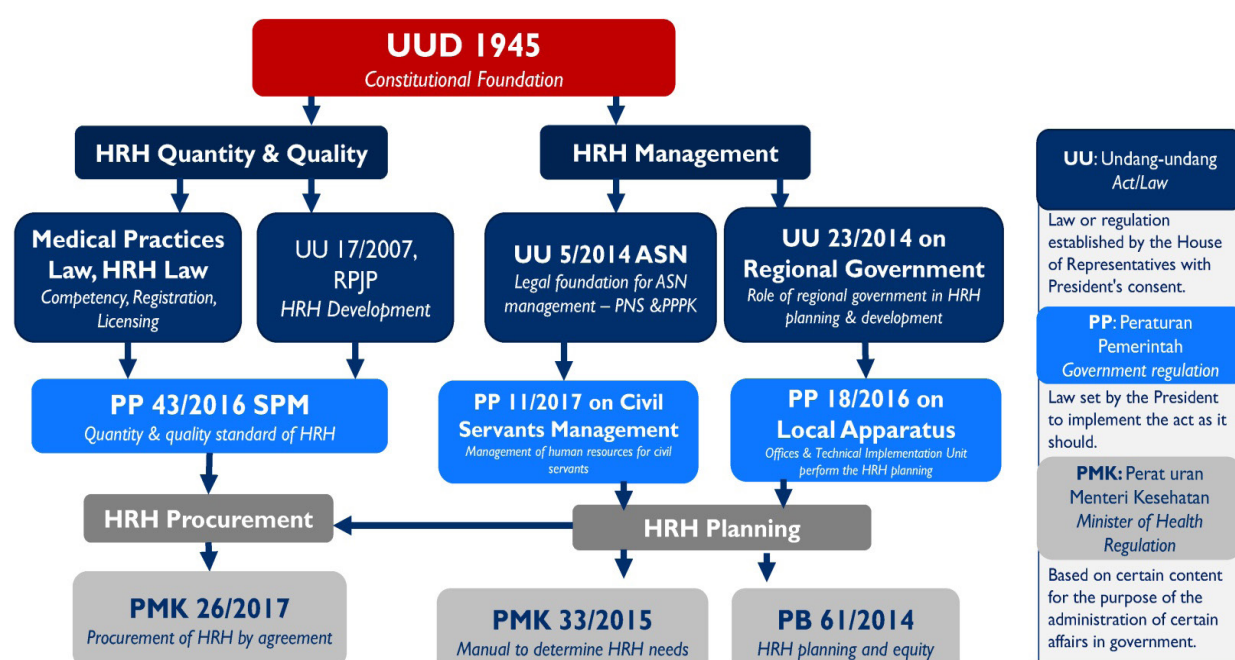 UUD 1945
Constitutional Foundation
HRH Quantity & Quality
HRH Management
Medical Practices
Law, HRH Law
Competency, Registration,
Licensing
UU 17/2007,
RPJP
HRH Development
UU 5/2014 ASN
Legal foundation for ASN
management – PNS &PPPK
UU 23/2014 on
Regional Government
Role of regional government in HRH
planning & development
PP 43/2016 SPM
Quantity & quality standard of HRH
PP 11/2017 on Civil
Servants Management
Management of human resources for civil
servants
PP 18/2016 on
Local Apparatus
Offices & Technical Implementation Unit
perform the HRH planning
HRH Procurement
HRH Planning
PMK 26/2017
Procurement of HRH by agreement
PMK 33/2015
Manual to determine HRH needs
PB 61/2014
HRH planning and equity
UU: Undang-undang
Act/Law
Law or regulation
established by the House
of Representatives with
President's consent.
PP: Peraturan
Pemerintah
Government regulation
Law set by the President
to implement the act as it
should.
PMK: Perat uran
Menteri Kesehatan
Minister of Health
Regulation
Based on certain content
for the purpose of the
administration of certain
affairs in government.